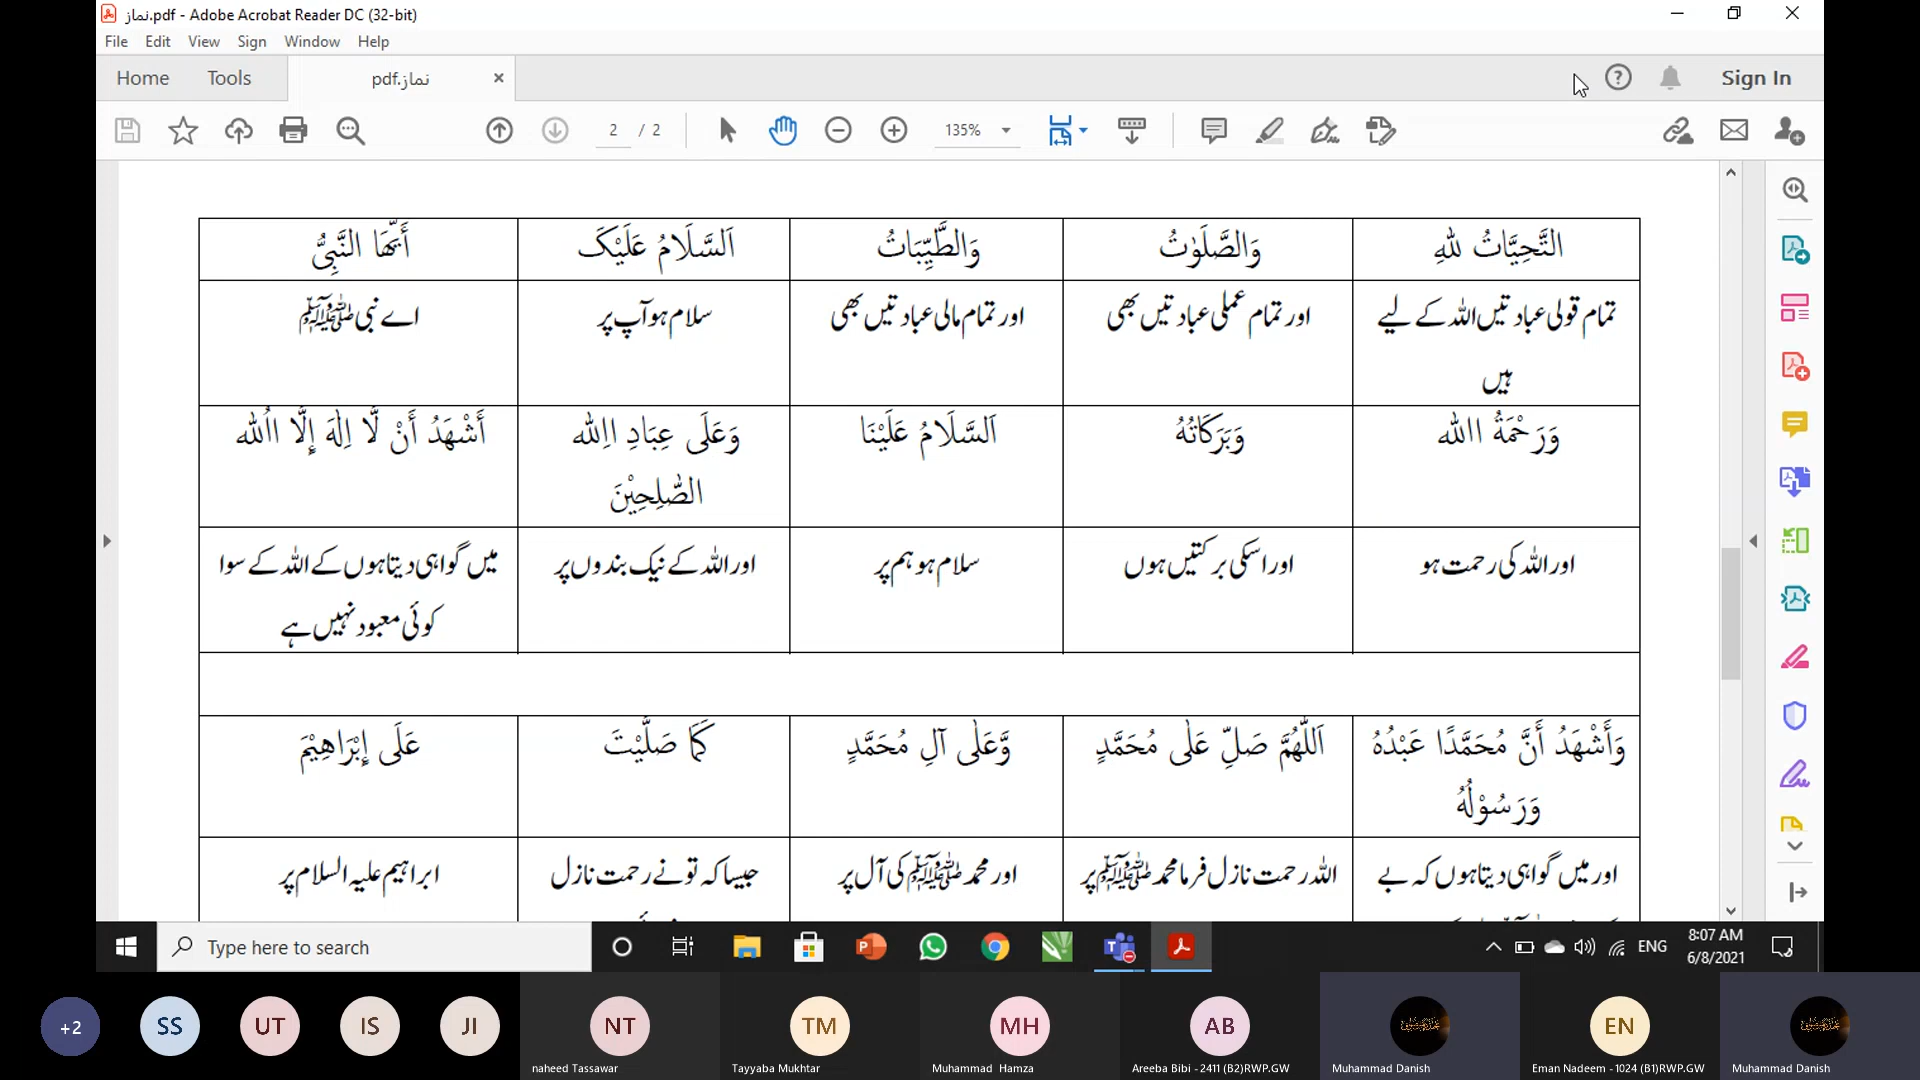 نماز.pdf - Adobe Acrobat Reader DC (32-bit)
File Edit View Sign Window Help
Home Tools نماز.pdf × Sign In
2 / 2 135%
التَّحِيَّاتُ لِلّٰهِ وَالصَّلَوٰتُ وَالطَّيِّبَاتُ اَلسَّلَامُ عَلَيْكَ أَيُّهَا النَّبِىُّ
تمام قولی عبادتیں اللہ کے لیے اور تمام عملی عبادتیں بھی اور تمام مالی عبادتیں بھی سلام ہو آپ پر اے نبی ﷺ
ہیں
وَرَحْمَةُ االله وَبَرَكَاتُهُ اَلسَّلَامُ عَلَيْنَا وَعَلَى عِبَادِ االله أَشْهَدُ أَنْ لَّا اِلٰهَ إِلَّا االله
الصّٰلِحِيْنَ
اور اللہ کی رحمت ہو اور اسکی برکتیں ہوں سلام ہو ہم پر اور اللہ کے نیک بندوں پر میں گواہی دیتا ہوں کے اللہ کے سوا
کوئی معبود نہیں ہے
وَأَشْهَدُ أَنَّ مُحَمَّدًا عَبْدُهُ اَللّٰهُمَّ صَلِّ عَلٰى مُحَمَّدٍ وَّعَلٰى آلِ مُحَمَّدٍ كَمَا صَلَّيْتَ عَلَى إِبْرَاهِيْمَ
وَرَسُوْلُهُ
اور میں گواہی دیتا ہوں کہ بے اللہ رحمت نازل فرما محمد ﷺ پر اور محمد ﷺ کی آل پر جیسا کہ تو نے رحمت نازل ابراہیم علیہ السلام پر
Type here to search ENG 8:07 AM
6/8/2021
+2 SS UT IS JI NT TM MH AB EN
naheed Tassawar Tayyaba Mukhtar Muhammad Hamza Areeba Bibi - 2411 (B2)RWP.GW Muhammad Danish Eman Nadeem - 1024 (B1)RWP.GW Muhammad Danish